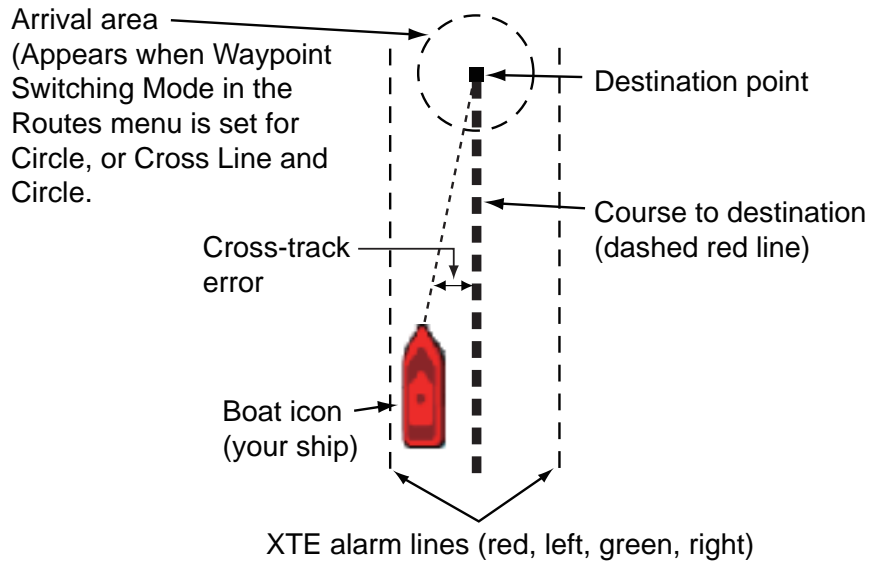 Arrival area
(Appears when Waypoint
Switching Mode in the
Routes menu is set for
Circle, or Cross Line and
Circle.
Destination point
Course to destination
(dashed red line)
Cross-track
error
Boat icon
(your ship)
XTE alarm lines (red, left, green, right)